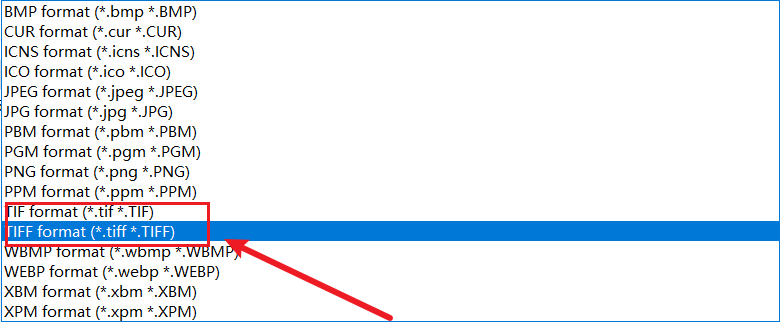 BMP format (*.bmp *.BMP)
CUR format (*.cur *.CUR)
ICNS format (*.icns *.ICNS)
ICO format (*.ico *.ICO)
JPEG format (*.jpeg *.JPEG)
JPG format (*.jpg *.JPG)
PBM format (*.pbm *.PBM)
PGM format (*.pgm *.PGM)
PNG format (*.png *.PNG)
PPM format (*.ppm *.PPM)
TIF format (*.tif *.TIF)
TIFF format (*.tiff *.TIFF)
WBMP format (*.wbmp *.WBMP)
WEBP format (*.webp *.WEBP)
XBM format (*.xbm *.XBM)
XPM format (*.xpm *.XPM)